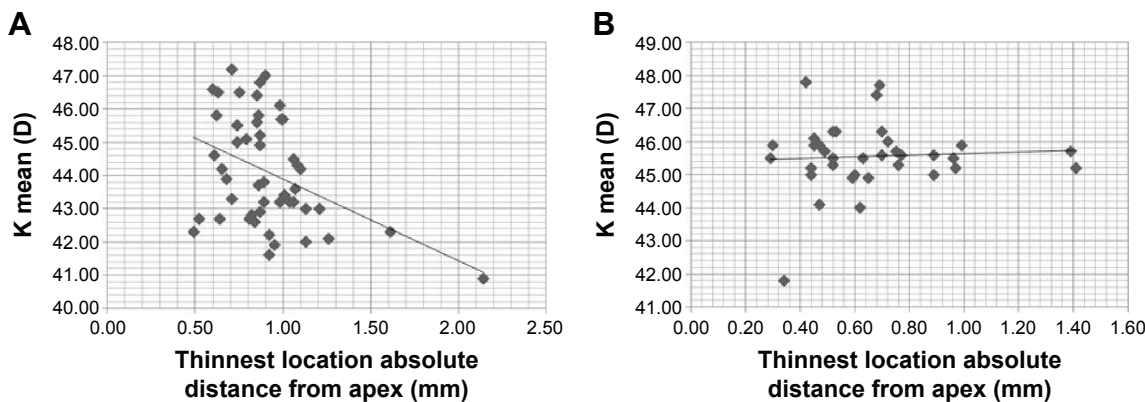 A
48.00
47.00
46.00
45.00
44.00
43.00
42.00
41.00
40.00
K mean (D)
0.00 0.50 1.00 1.50 2.00 2.50
Thinnest location absolute
distance from apex (mm)
B
49.00
48.00
47.00
46.00
45.00
44.00
43.00
42.00
41.00
K mean (D)
0.00 0.20 0.40 0.60 0.80 1.00 1.20 1.40 1.60
Thinnest location absolute
distance from apex (mm)